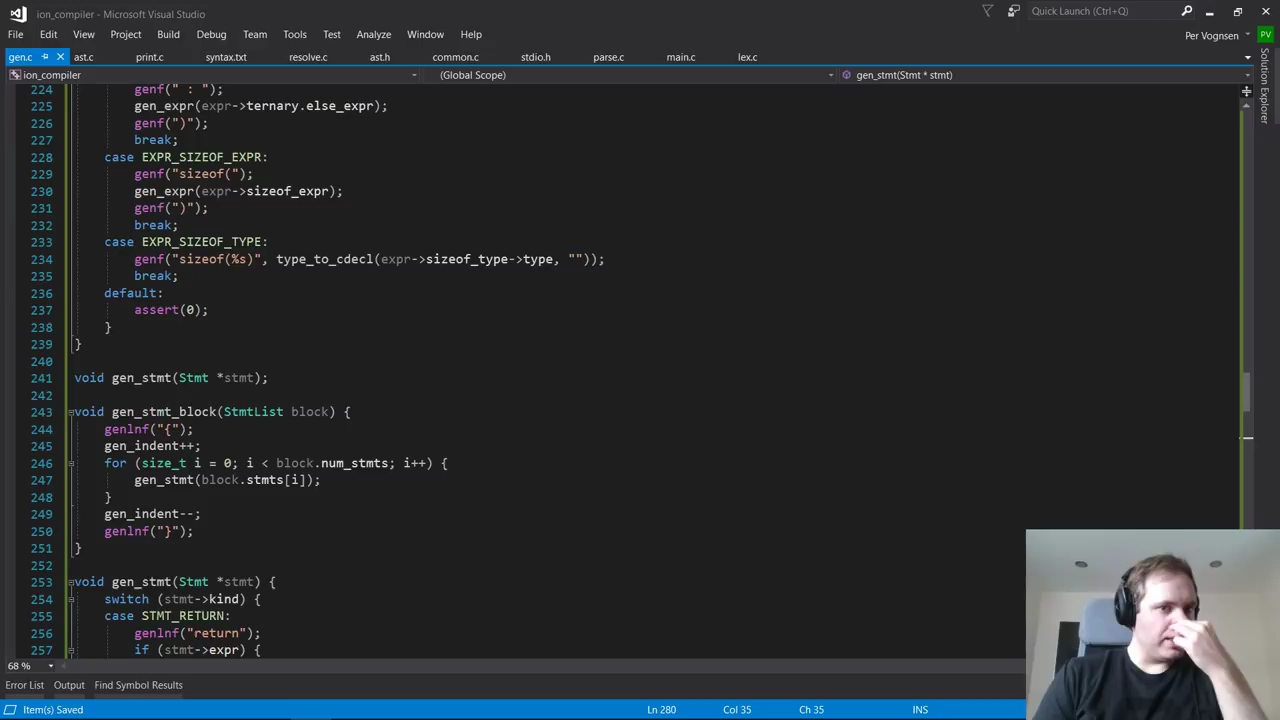 ion_compiler - Microsoft Visual Studio
Quick Launch (Ctrl+Q)
File Edit View Project Build Debug Team Tools Test Analyze Window Help
Per Vognsen PV
gen.c ast.c print.c syntax.txt resolve.c ast.h common.c stdio.h parse.c main.c lex.c
ion_compiler (Global Scope) gen_stmt(Stmt * stmt)
Solution Explorer
224 genf(" : ");
225 gen_expr(expr->ternary.else_expr);
226 genf(")");
227 break;
228 case EXPR_SIZEOF_EXPR:
229 genf("sizeof(");
230 gen_expr(expr->sizeof_expr);
231 genf(")");
232 break;
233 case EXPR_SIZEOF_TYPE:
234 genf("sizeof(%s)", type_to_cdecl(expr->sizeof_type->type, ""));
235 break;
236 default:
237 assert(0);
238 }
239 }
240
241 void gen_stmt(Stmt *stmt);
242
243 void gen_stmt_block(StmtList block) {
244 genlnf("{");
245 gen_indent++;
246 for (size_t i = 0; i < block.num_stmts; i++) {
247 gen_stmt(block.stmts[i]);
248 }
249 gen_indent--;
250 genlnf("}");
251 }
252
253 void gen_stmt(Stmt *stmt) {
254 switch (stmt->kind) {
255 case STMT_RETURN:
256 genlnf("return");
257 if (stmt->expr) {
68 %
Error List Output Find Symbol Results
Item(s) Saved Ln 280 Col 35 Ch 35 INS